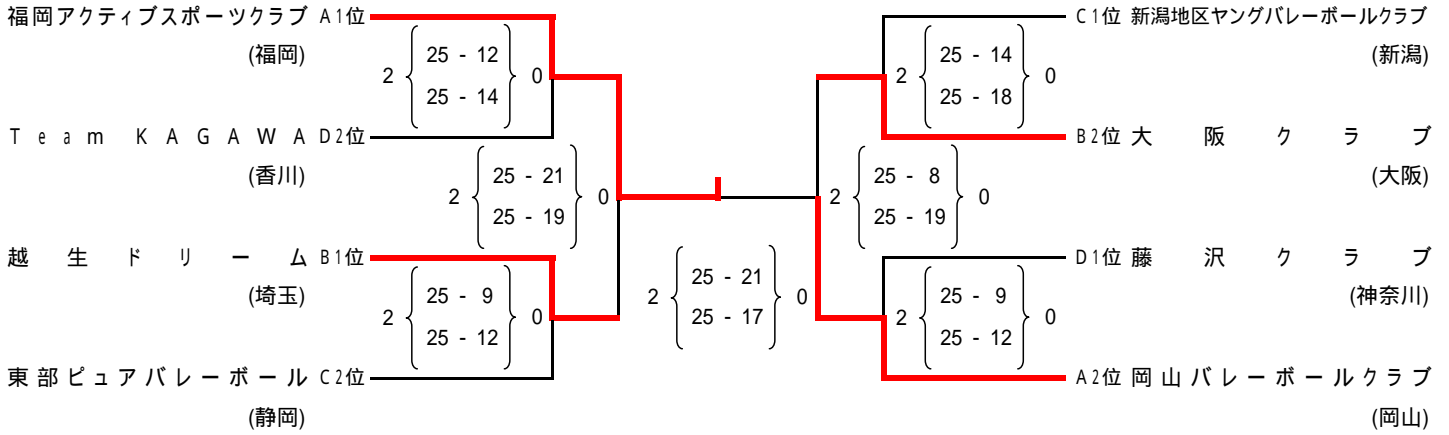 福岡アクティブスポーツクラブ A1位
(福岡)
2 25 - 12 0
25 - 14
Team KAGAWA D2位
(香川)
2 25 - 21 0
25 - 19
越生ドリーム B1位
(埼玉)
2 25 - 9 0
25 - 12
東部ピュアバレーボール C2位
(静岡)
2 25 - 21 0
25 - 17
C1位 新潟地区ヤングバレーボールクラブ
(新潟)
2 25 - 14 0
25 - 18
B2位 大阪クラブ
(大阪)
2 25 - 8 0
25 - 19
D1位 藤沢クラブ
(神奈川)
2 25 - 9 0
25 - 12
A2位 岡山バレーボールクラブ
(岡山)